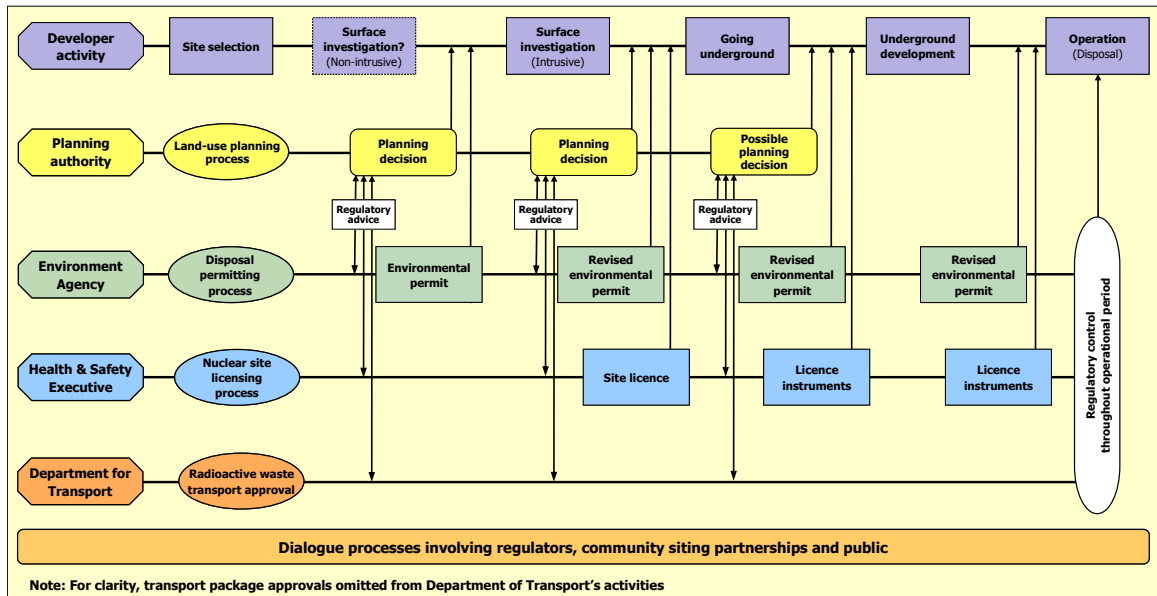 Developer
activity
Site selection
Surface
investigation?
(Non-intrusive)
Surface
investigation
(Intrusive)
Going
underground
Underground
development
Operation
(Disposal)
Planning
authority
Land-use planning
process
Planning
decision
Planning
decision
Possible
planning
decision
Regulatory
advice
Regulatory
advice
Regulatory
advice
Environment
Agency
Disposal
permitting
process
Environmental
permit
Revised
environmental
permit
Revised
environmental
permit
Revised
environmental
permit
Health & Safety
Executive
Nuclear site
licensing
process
Site licence
Licence
instruments
Licence
instruments
Regulatory control
throughout operational period
Department for
Transport
Radioactive waste
transport approval
Dialogue processes involving regulators, community siting partnerships and public
Note: For clarity, transport package approvals omitted from Department of Transport's activities